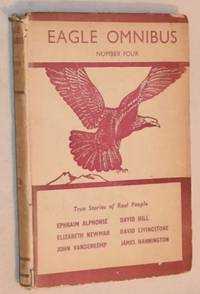 EAGLE OMNIBUS
NUMBER FOUR
True Stories of Real People
EPHRAIM ALPHONSE
ELIZABETH NEWMAN
JOHN VANDERKEMP
DAVID HILL
DAVID LIVINGSTONE
JAMES HANNINGTON